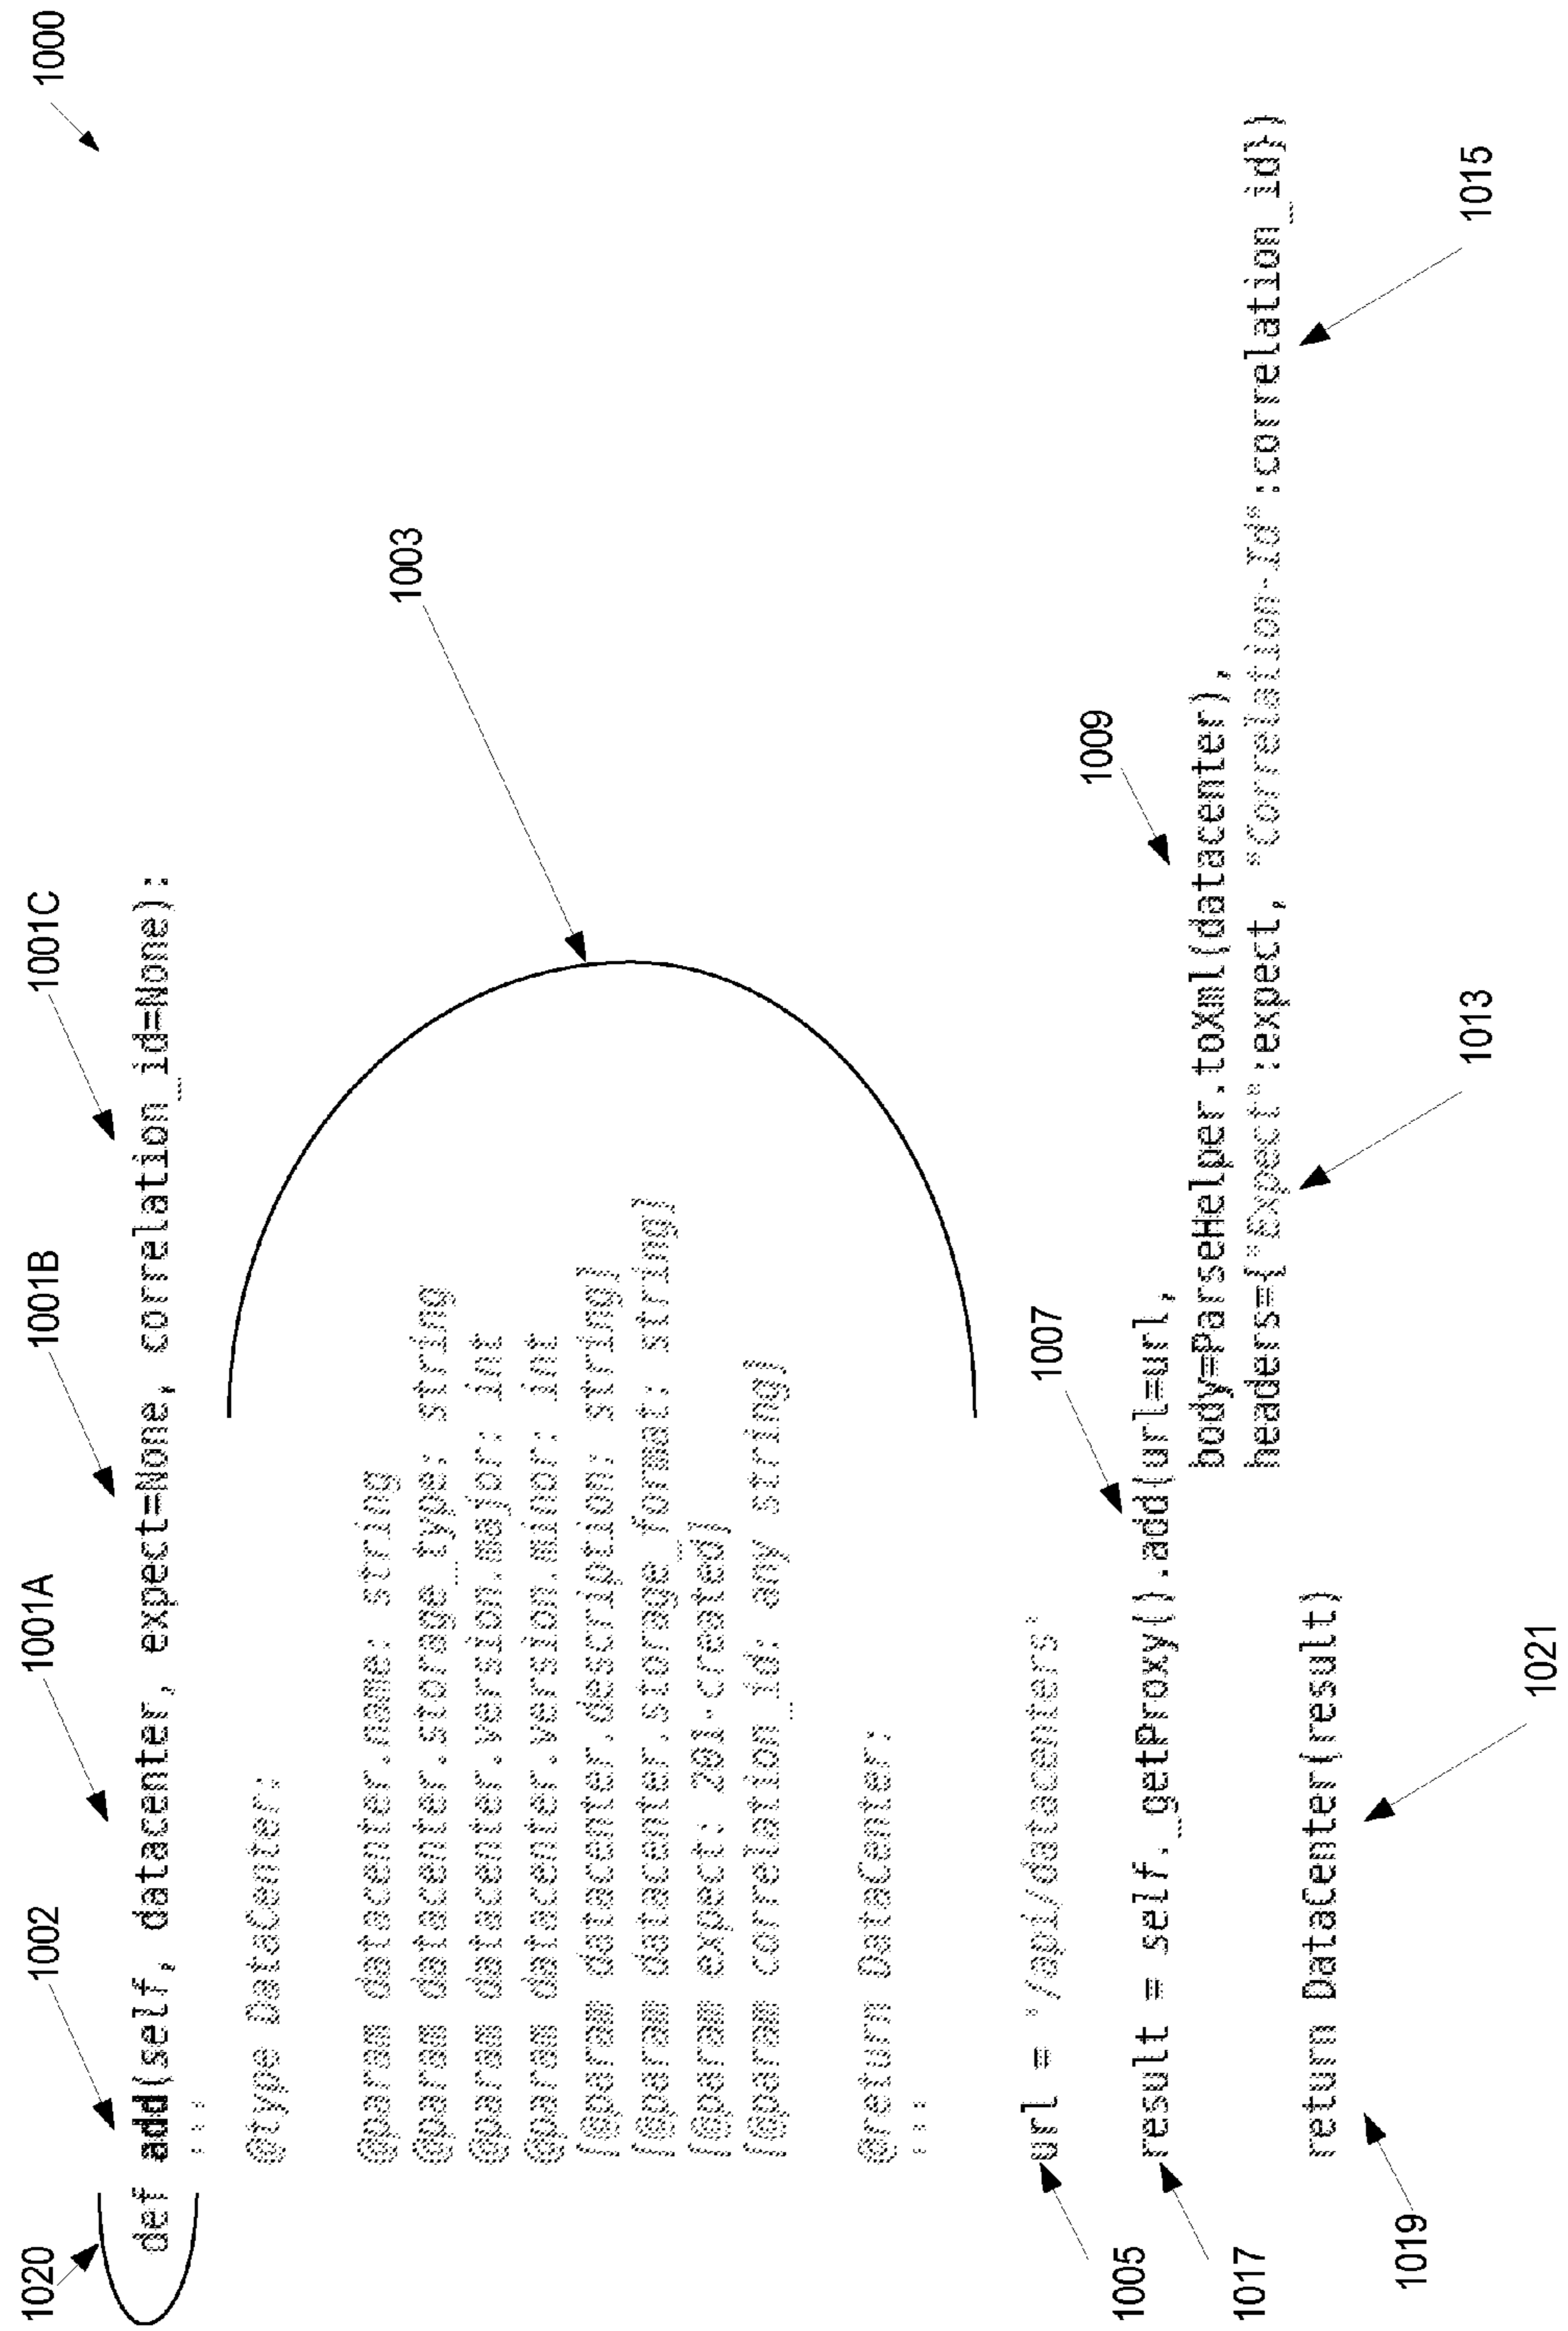 1000
1020
1002
1001A
1001B
1001C
def add(self, datacenter, expect=None, correlation_id=None):
'''
@type DataCenter:
@param datacenter.name: string
@param datacenter.storage_type: string
@param datacenter.version.major: int
@param datacenter.version.minor: int
[@param datacenter.description: string]
[@param datacenter.storage_format: string]
[@param expect: 201-created]
[@param correlation_id: any string]
@return DataCenter:
'''
1003
url = '/api/datacenters'
1005
1007
1009
result = self._getProxy().add(url=url,
body=ParseHelper.toXml(datacenter),
headers={"Expect":expect, "Correlation-Id":correlation_id})
1017
1013
1015
return DataCenter(result)
1019
1021